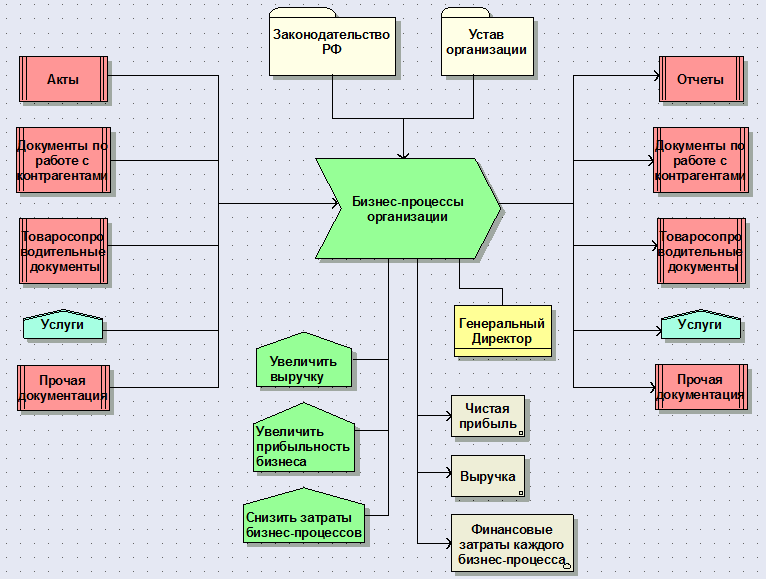 Законодательство
РФ
Устав
организации
Акты
Документы по
работе с
контрагентами
Товаросопро
водительные
документы
Услуги
Прочая
документация
Бизнес-процессы
организации
Отчеты
Документы по
работе с
контрагентами
Товаросопро
водительные
документы
Услуги
Прочая
документация
Генеральный
Директор
Увеличить
выручку
Увеличить
прибыльность
бизнеса
Снизить затраты
бизнес-процессов
Чистая
прибыль
Выручка
Финансовые
затраты каждого
бизнес-процесса